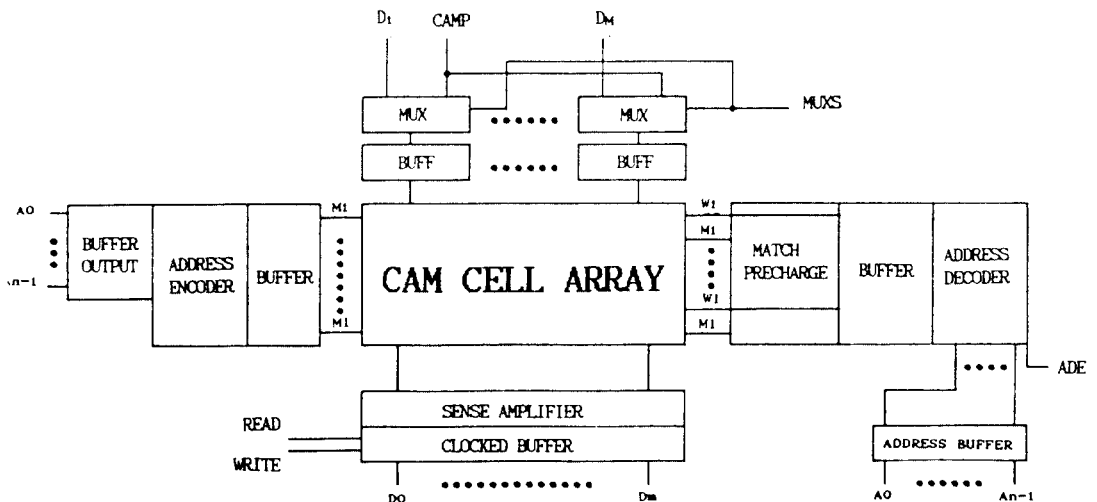 D1 CAMP DM
MUX MUX MUXS
BUFF BUFF
A0
An-1
BUFFER
OUTPUT
ADDRESS
ENCODER
BUFFER
M1
M1
CAM CELL ARRAY
W1
M1
W1
M1
MATCH
PRECHARGE
BUFFER
ADDRESS
DECODER
ADE
SENSE AMPLIFIER
CLOCKED BUFFER
READ
WRITE
D0 Dm
ADDRESS BUFFER
A0 An-1